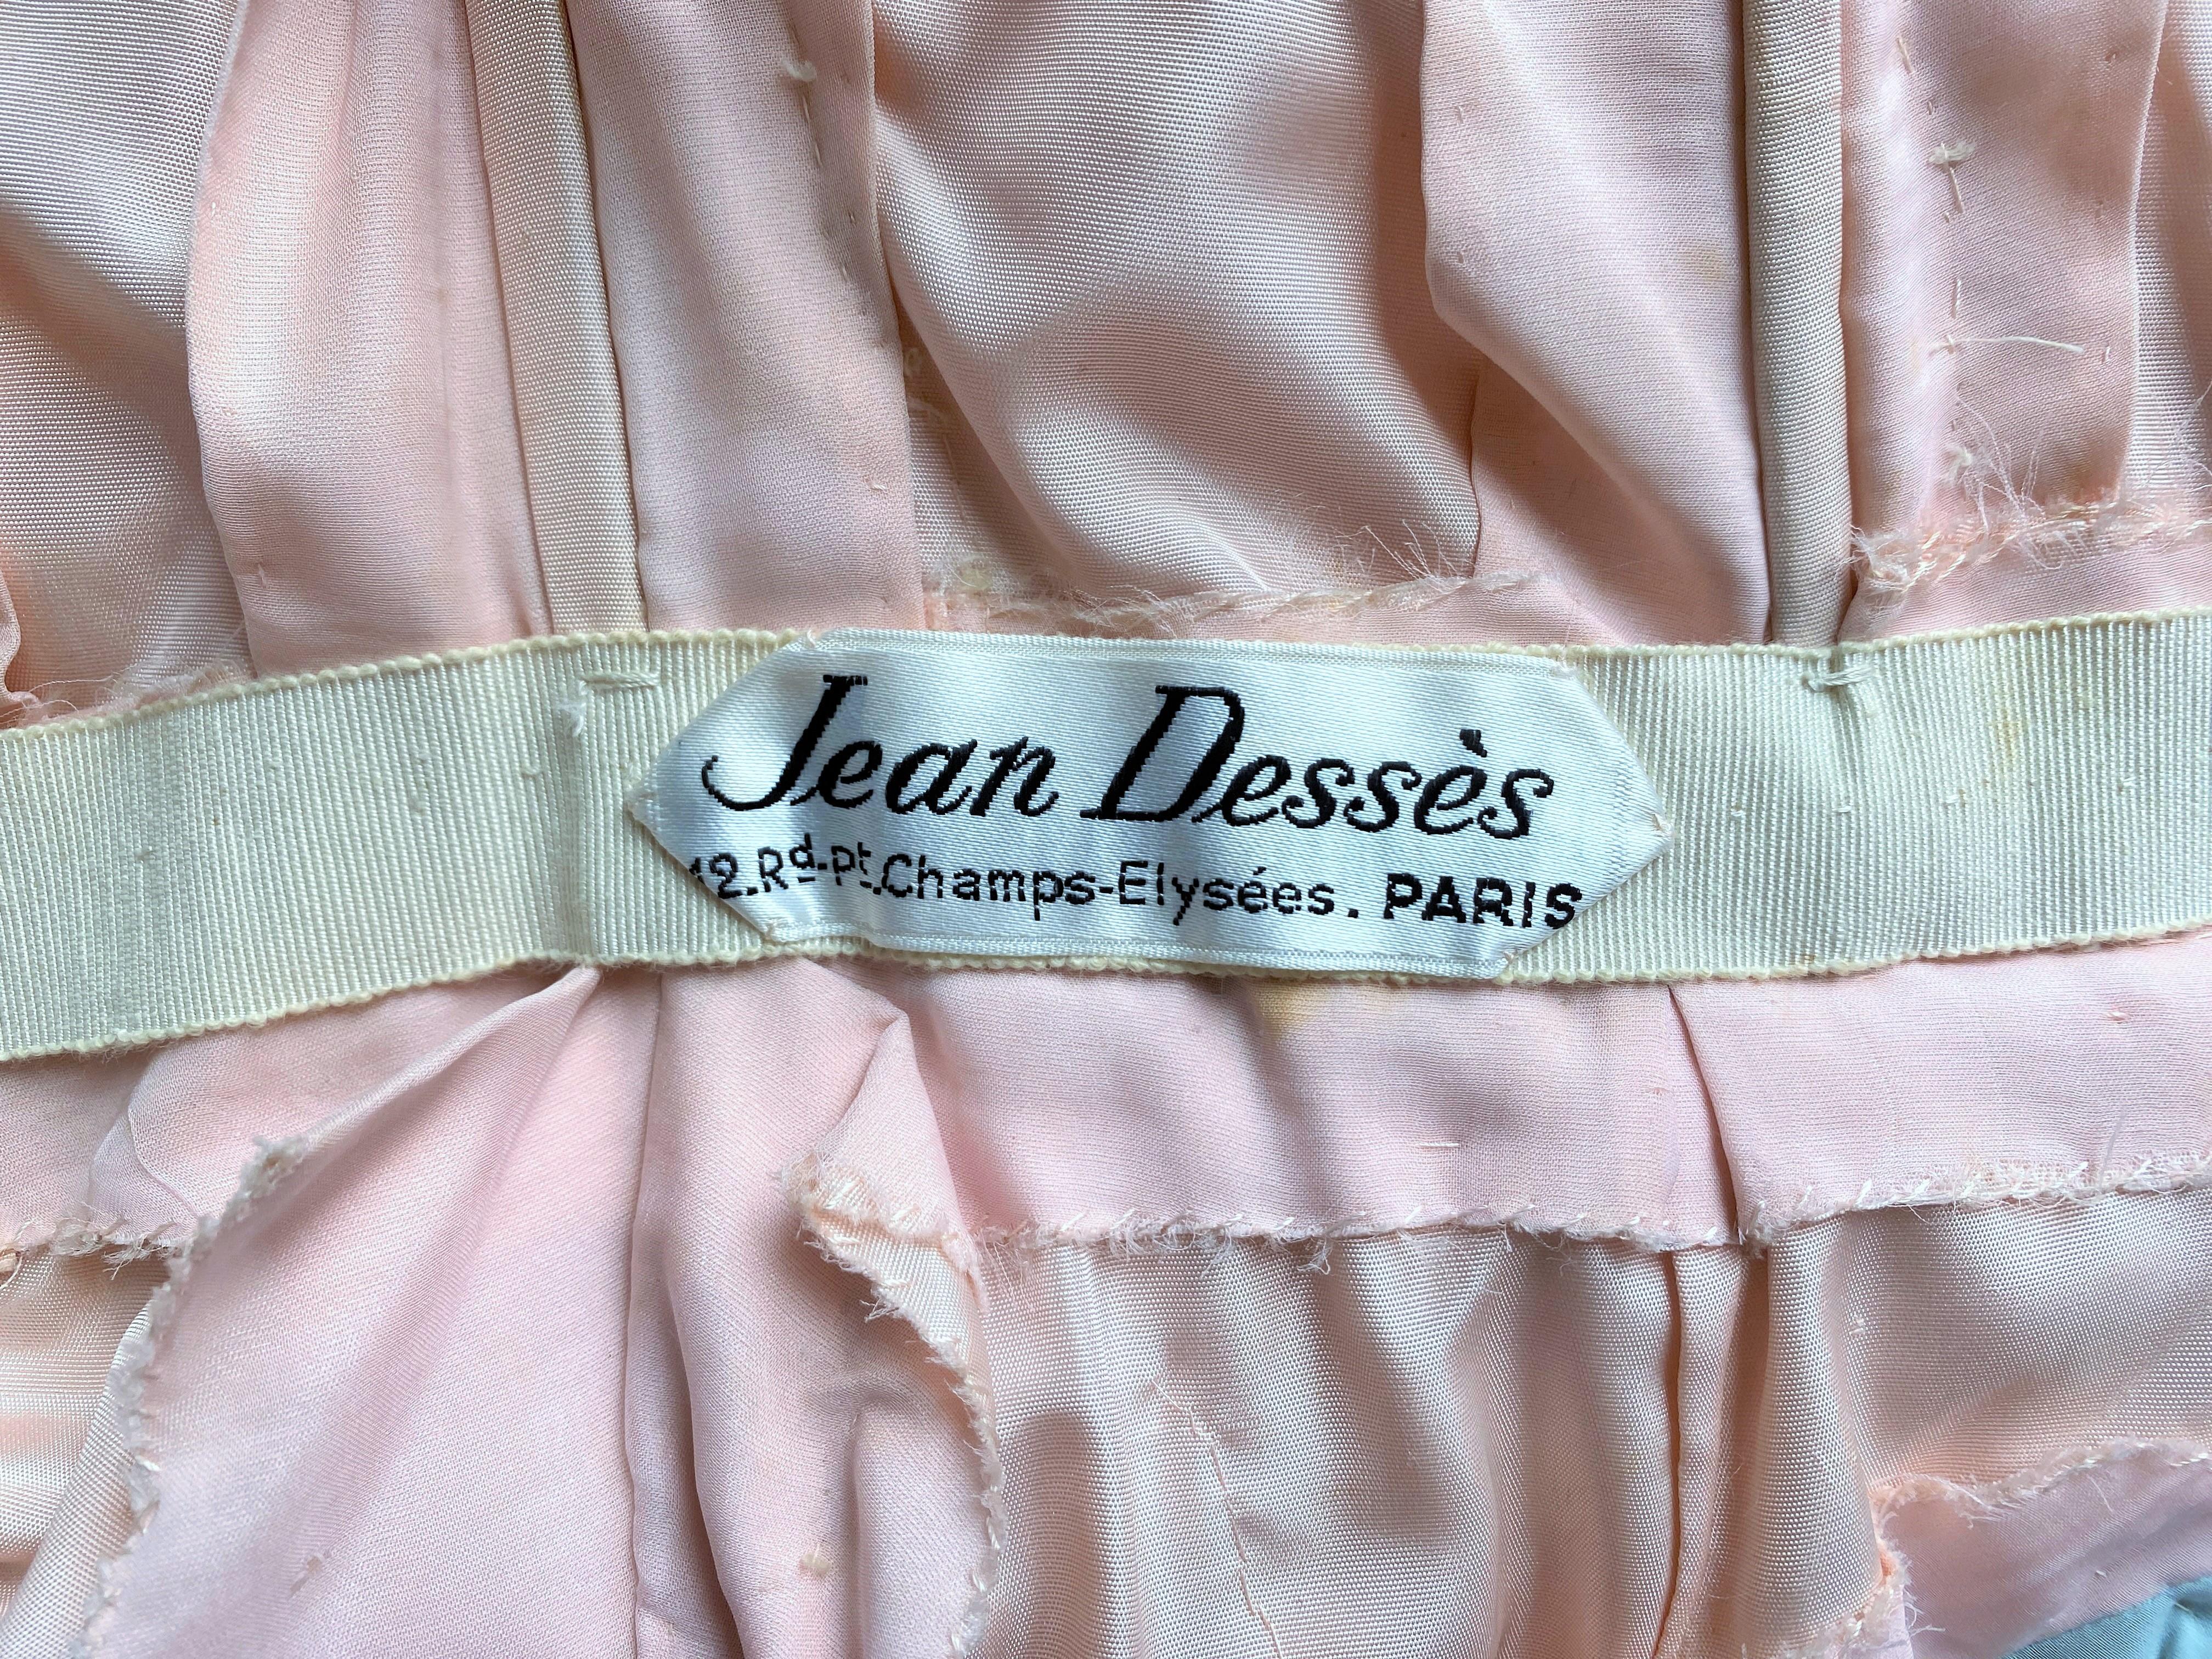 Jean Dessès
12.Rd-pt.Champs-Elysées. PARIS